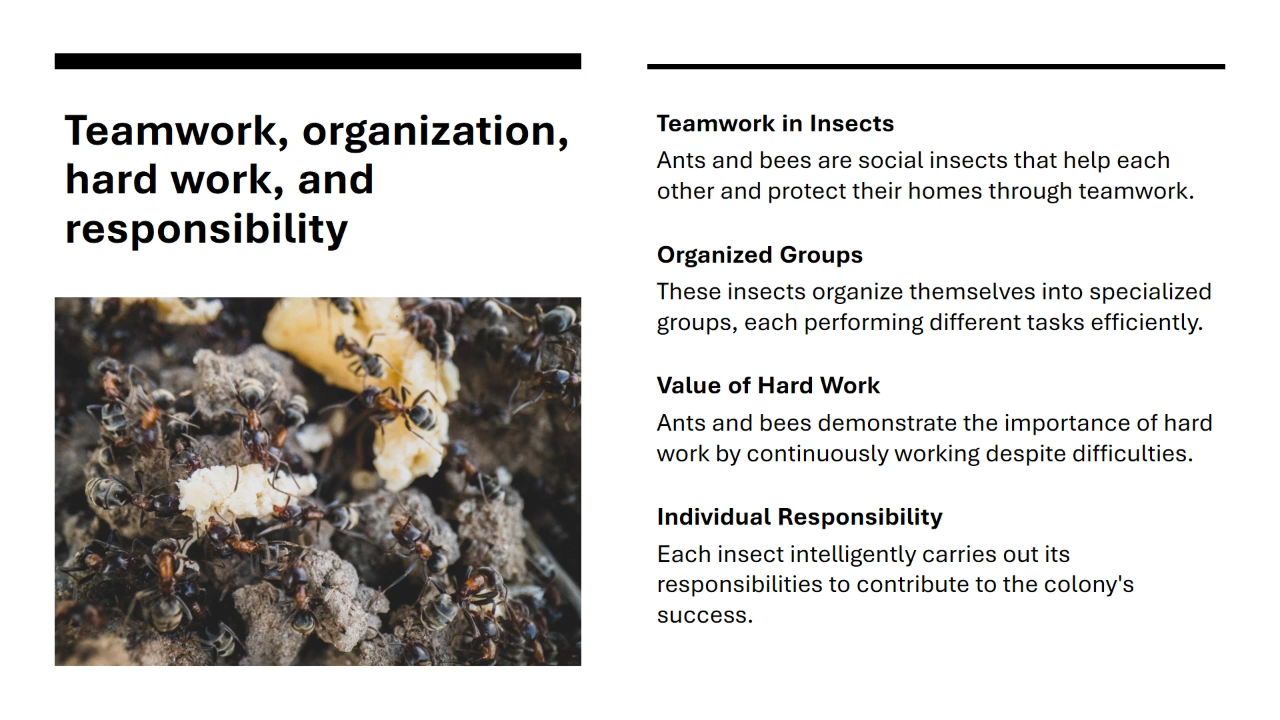 Teamwork, organization,
hard work, and
responsibility
Teamwork in Insects
Ants and bees are social insects that help each
other and protect their homes through teamwork.
Organized Groups
These insects organize themselves into specialized
groups, each performing different tasks efficiently.
Value of Hard Work
Ants and bees demonstrate the importance of hard
work by continuously working despite difficulties.
Individual Responsibility
Each insect intelligently carries out its
responsibilities to contribute to the colony's
success.